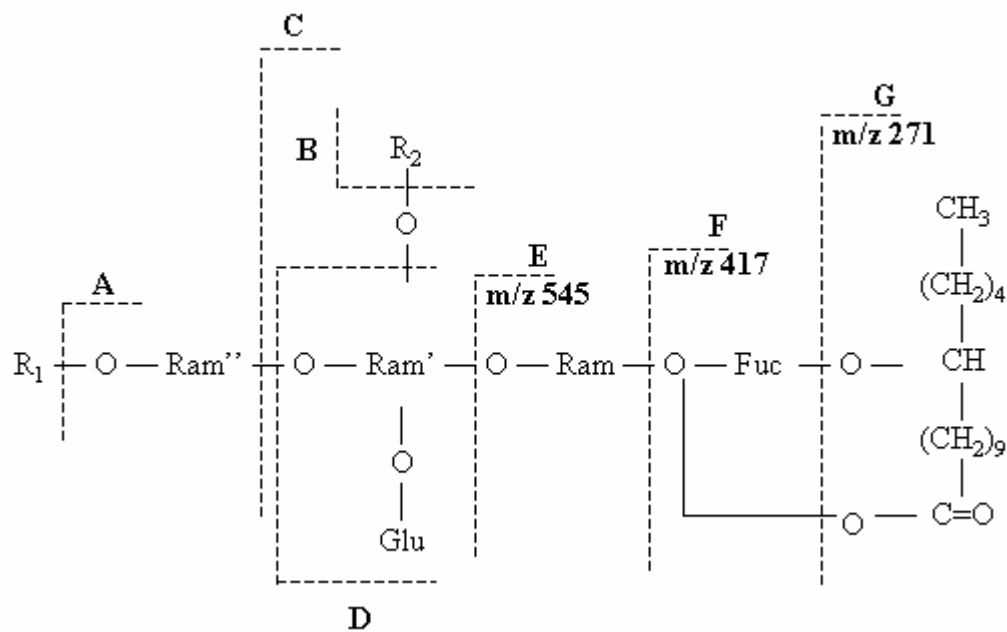 C
G
m/z 271
B
R₂
O
CH₃
F
m/z 417
E
m/z 545
(CH₂)₄
A
R₁ O Ram’’ O Ram’ O Ram O Fuc O CH
O
(CH₂)₉
Glu
O C=O
D